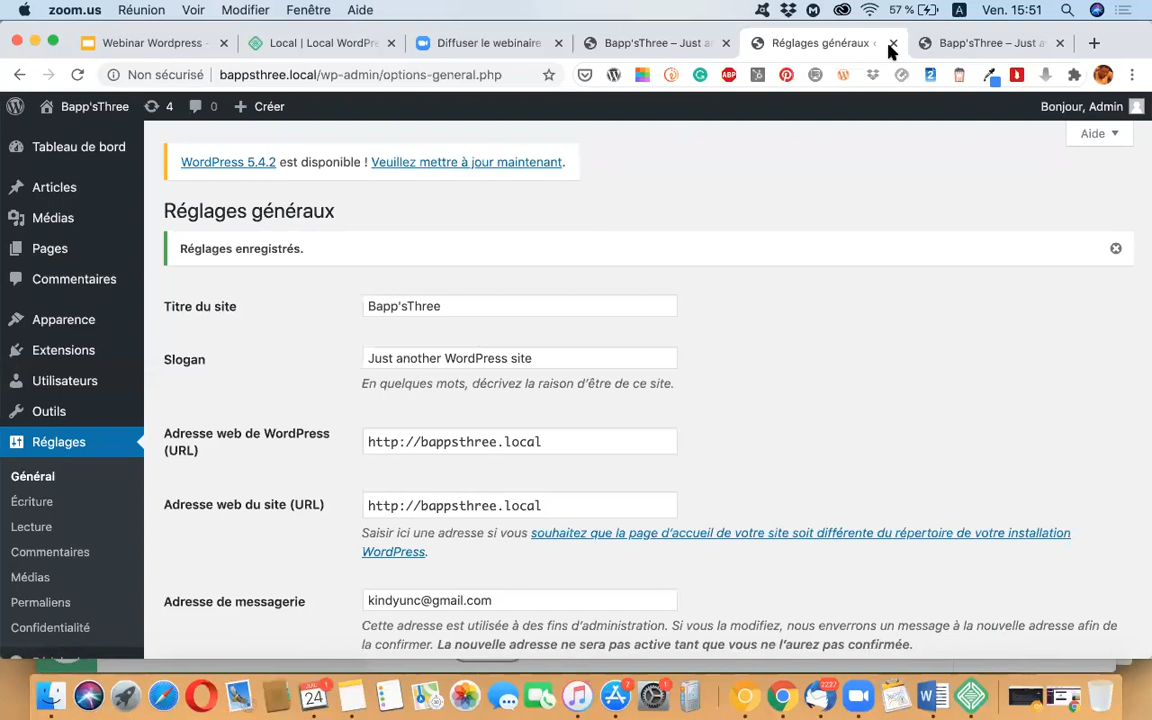 zoom.us Réunion Voir Modifier Fenêtre Aide 57 % A Ven. 15:51
Webinar Wordpress - Local | Local WordPre Diffuser le webinaire Bapp'sThree – Just an Réglages généraux ‹ Bapp'sThree – Just a
Non sécurisé bappsthree.local/wp-admin/options-general.php
Bapp'sThree 4 0 Créer Bonjour, Admin
Aide
Tableau de bord
Articles
Médias
Pages
Commentaires
Apparence
Extensions
Utilisateurs
Outils
Réglages
Général
Écriture
Lecture
Commentaires
Médias
Permaliens
Confidentialité
WordPress 5.4.2 est disponible ! Veuillez mettre à jour maintenant.
Réglages généraux
Réglages enregistrés.
Titre du site Bapp'sThree
Slogan Just another WordPress site
En quelques mots, décrivez la raison d'être de ce site.
Adresse web de WordPress
(URL)
http://bappsthree.local
Adresse web du site (URL) http://bappsthree.local
Saisir ici une adresse si vous souhaitez que la page d'accueil de votre site soit différente du répertoire de votre installation
WordPress.
Adresse de messagerie kindyunc@gmail.com
Cette adresse est utilisée à des fins d'administration. Si vous la modifiez, nous enverrons un message à la nouvelle adresse afin de
la confirmer. La nouvelle adresse ne sera pas active tant que vous ne l'aurez pas confirmée.